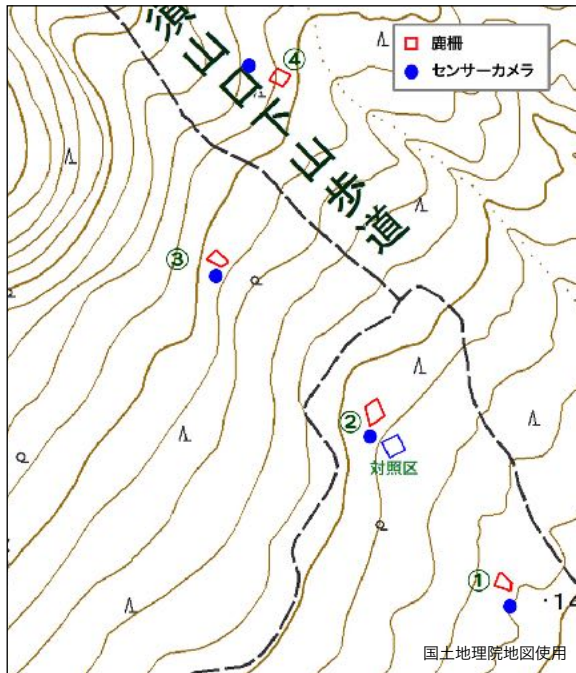 須山口下山歩道
鹿柵
センサーカメラ
④
③
②
対照区
①
・14
国土地理院地図使用